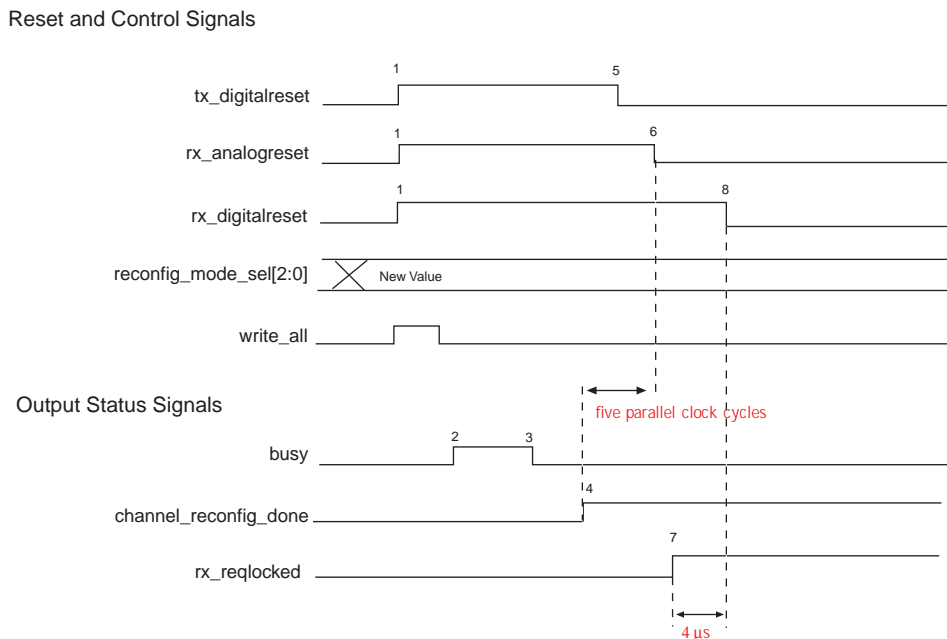 Reset and Control Signals
1 5
tx_digitalreset
1 6
rx_analogreset
1 8
rx_digitalreset
reconfig_mode_sel[2:0] New Value
write_all
Output Status Signals
five parallel clock cycles
2 3
busy
4
channel_reconfig_done
7
rx_reqlocked
4 µs